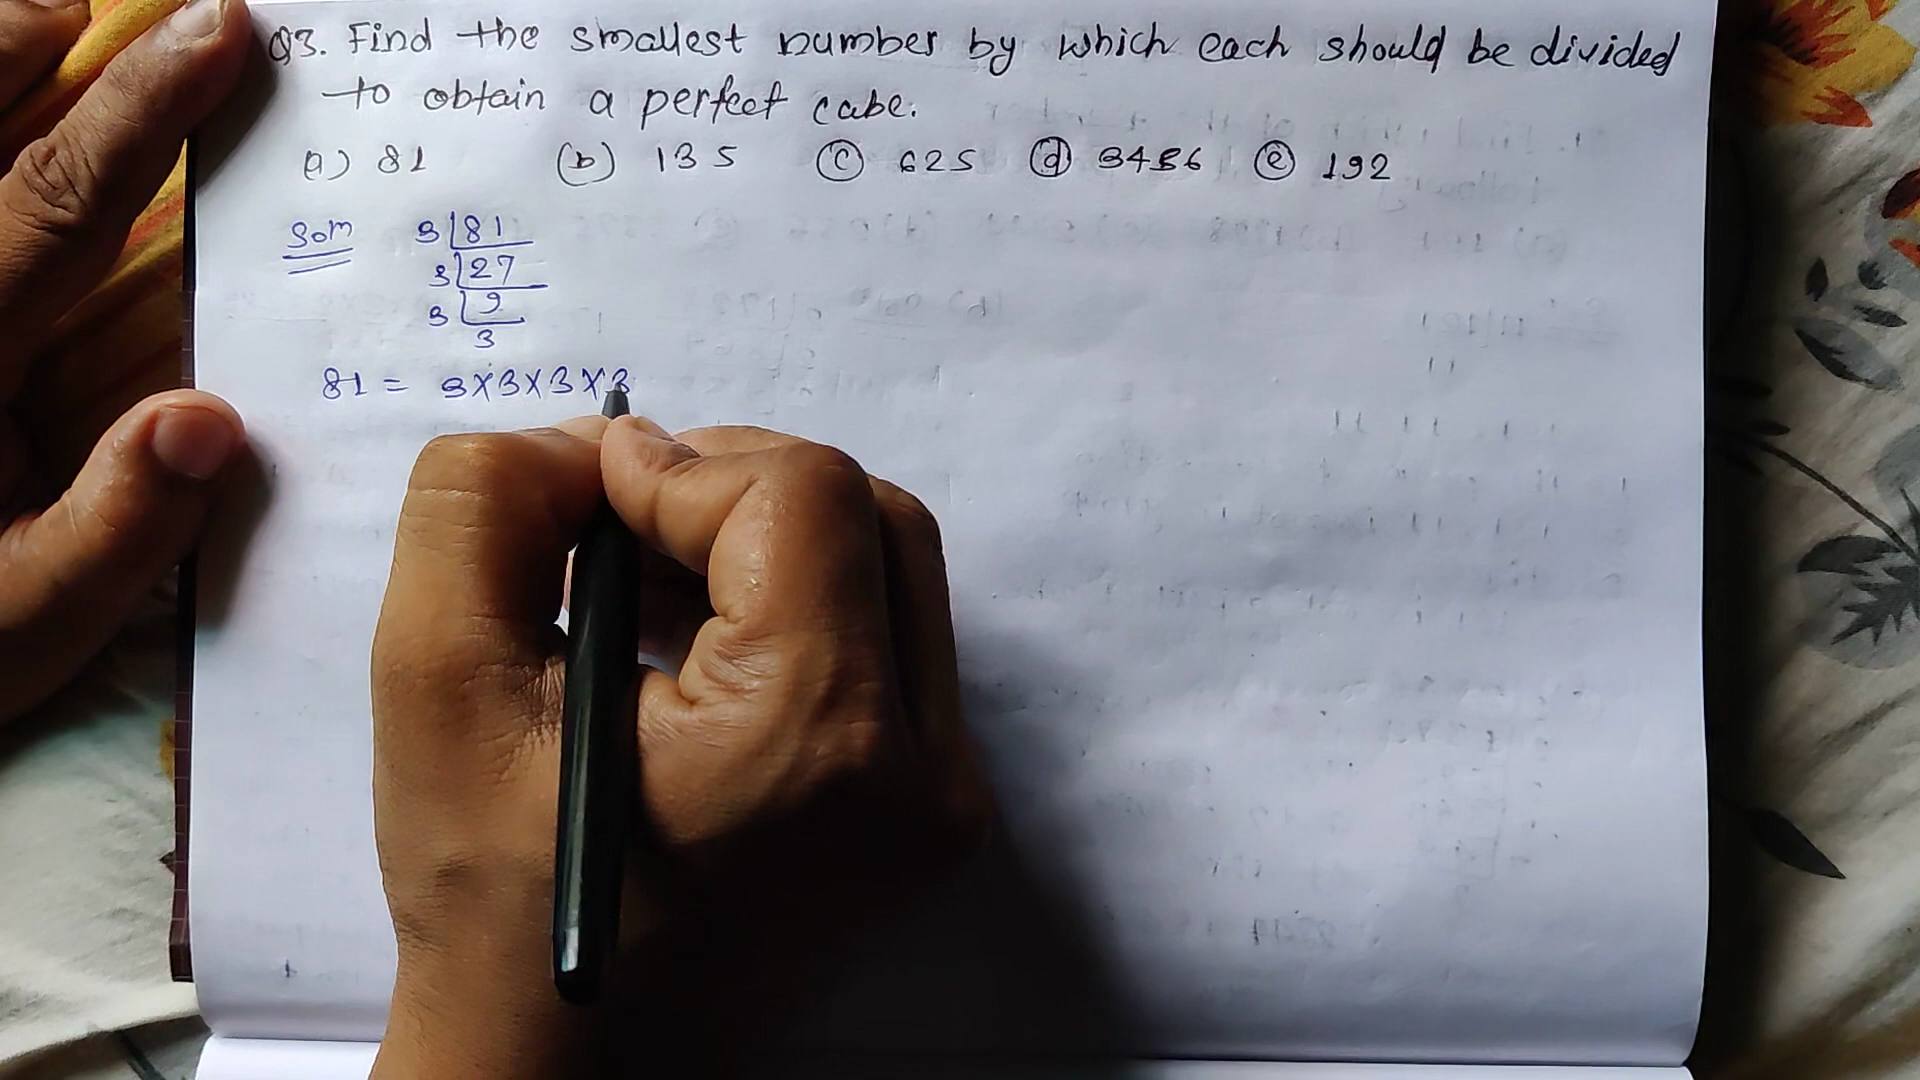 Q3. Find the smallest number by which each should be divided
to obtain a perfect cube.
(a) 81 (b) 135 (c) 625 (d) 3456 (e) 192
Soln 3 81
3 27
3 9
3
81 = 3×3×3×3